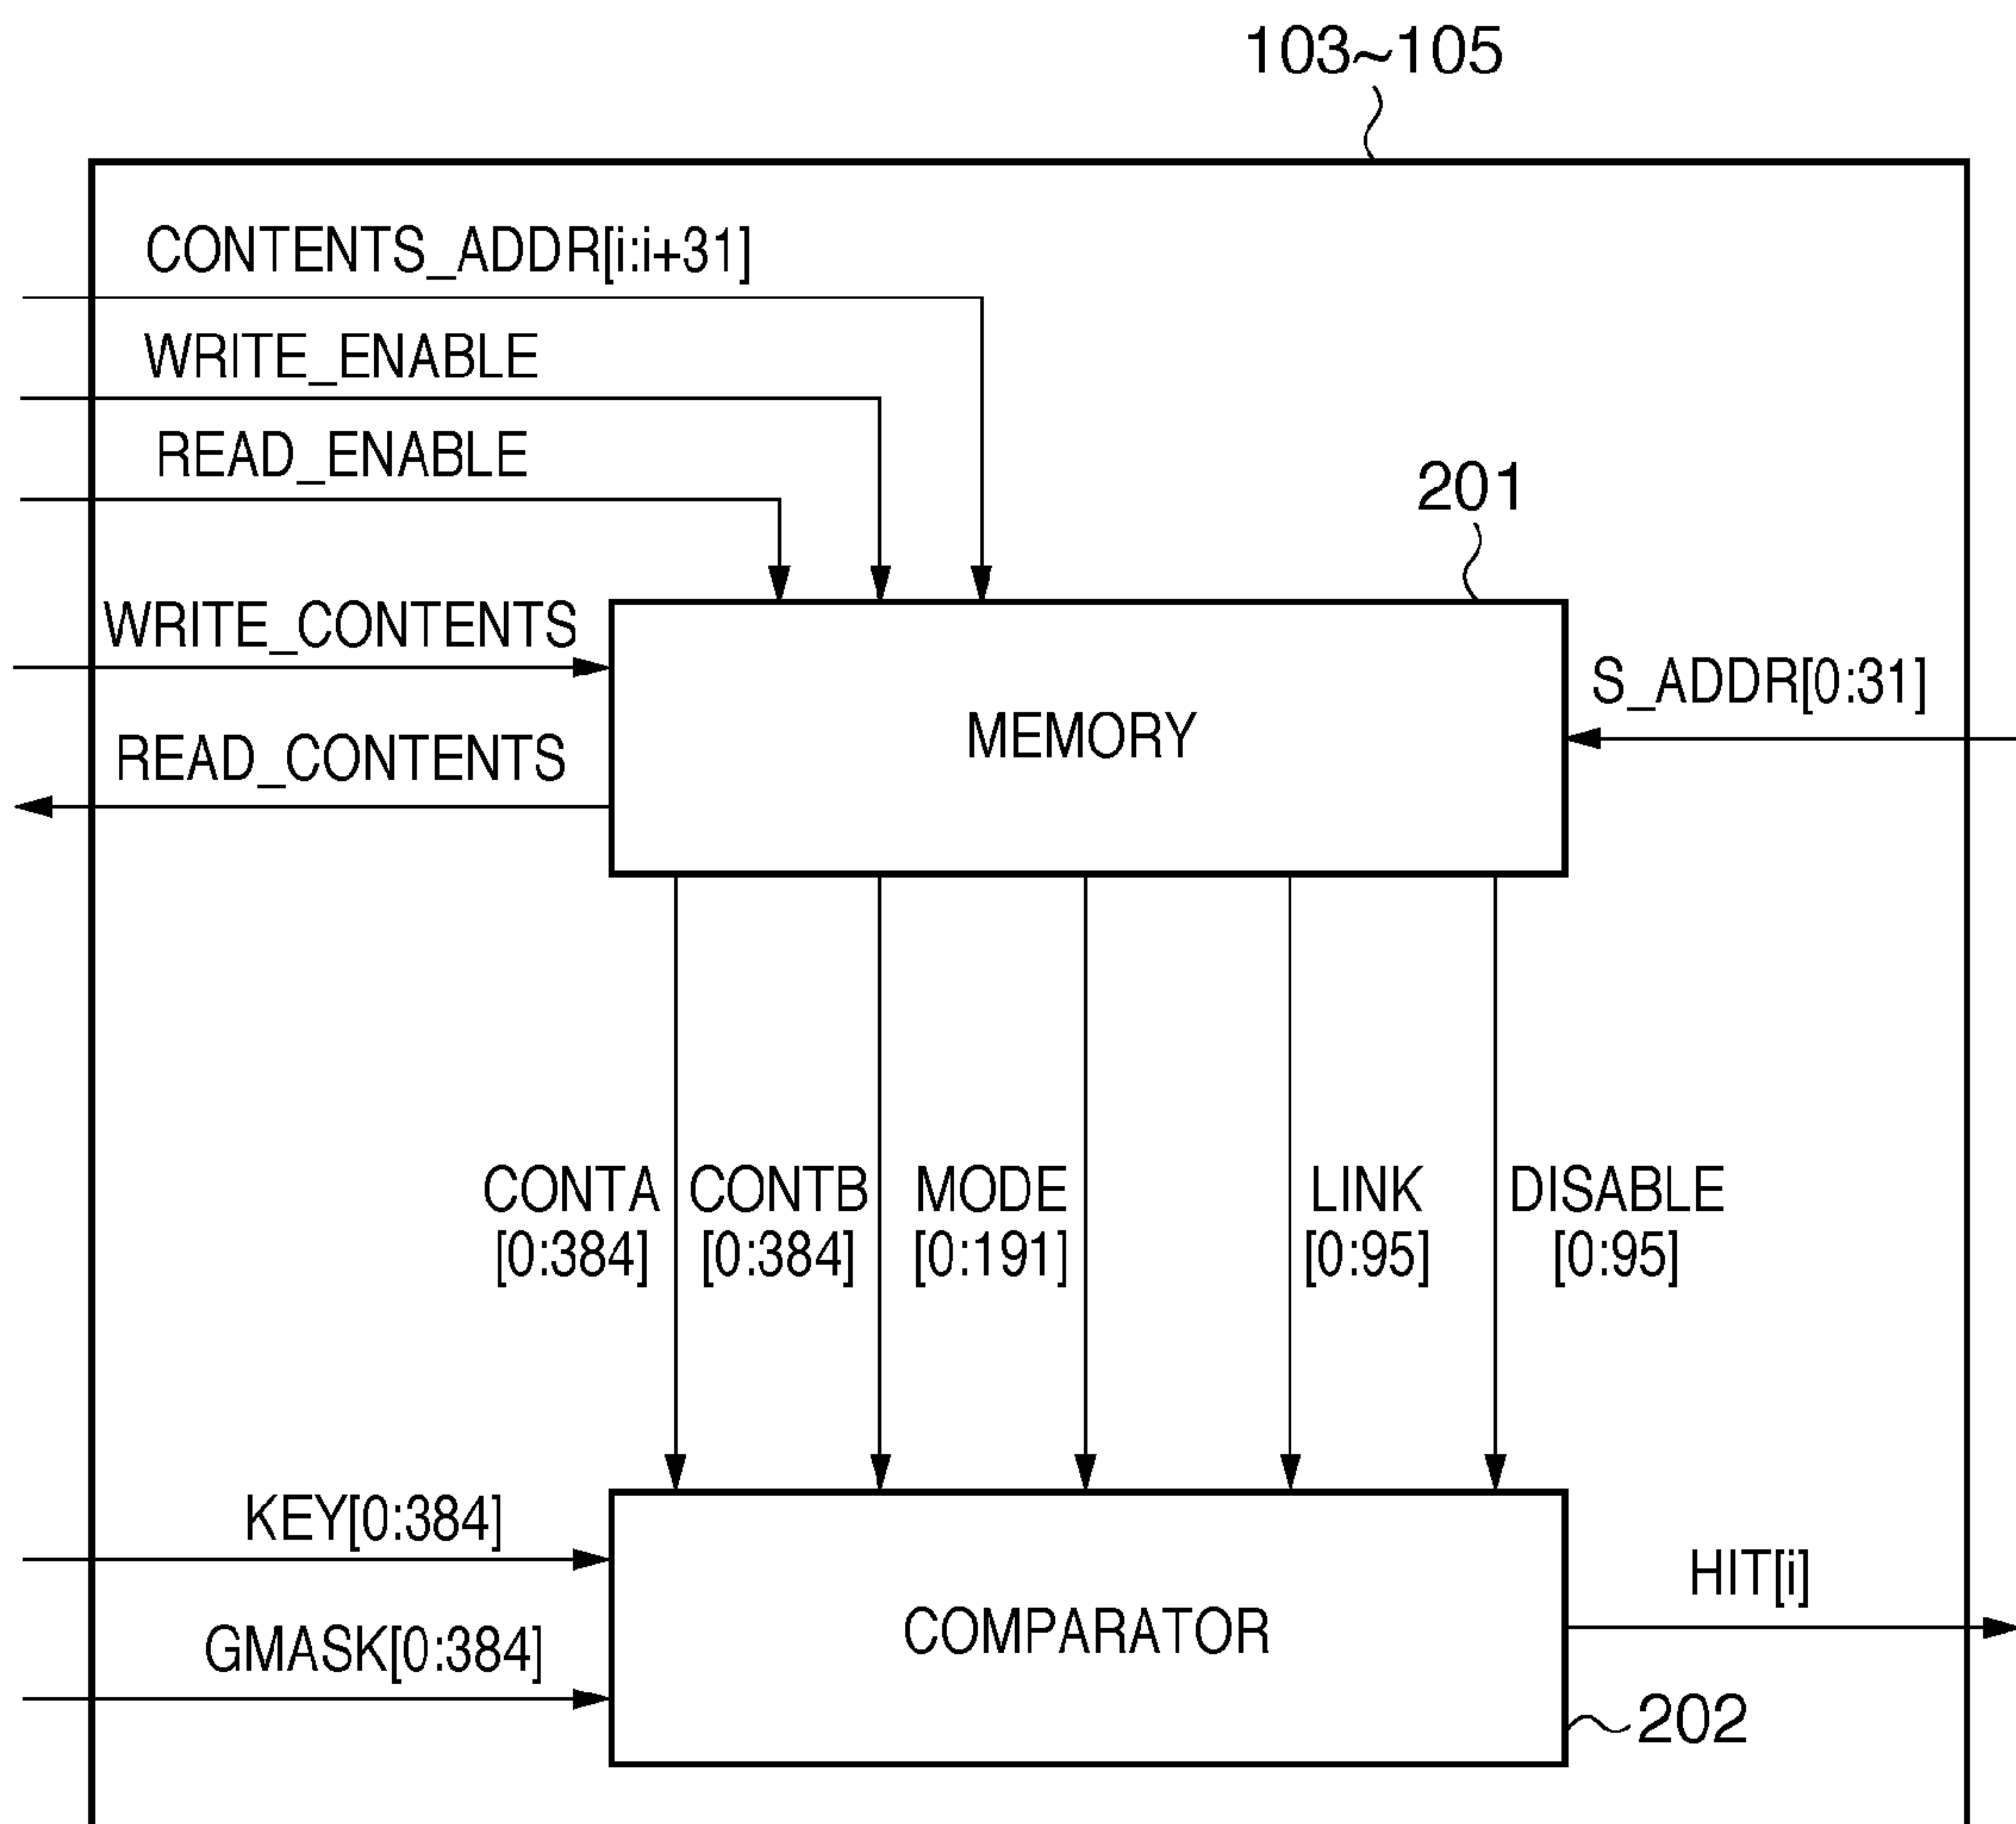 103~105
CONTENTS_ADDR[i:i+31]
WRITE_ENABLE
READ_ENABLE
201
WRITE_CONTENTS
S_ADDR[0:31]
MEMORY
READ_CONTENTS
CONTA CONTB MODE LINK DISABLE
[0:384] [0:384] [0:191] [0:95] [0:95]
KEY[0:384]
HIT[i]
COMPARATOR
GMASK[0:384]
202